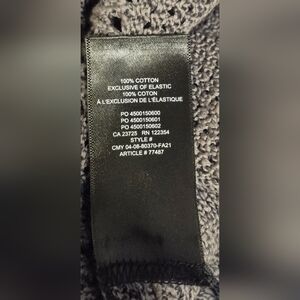 100% COTTON
EXCLUSIVE OF ELASTIC
100% COTON
À L'EXCLUSION DE L'ÉLASTIQUE
PO 4500150600
PO 4500150601
PO 4500150602
CA 23725 RN 122354
STYLE #
CMY 04-08-80370-FA21
ARTICLE # 77487